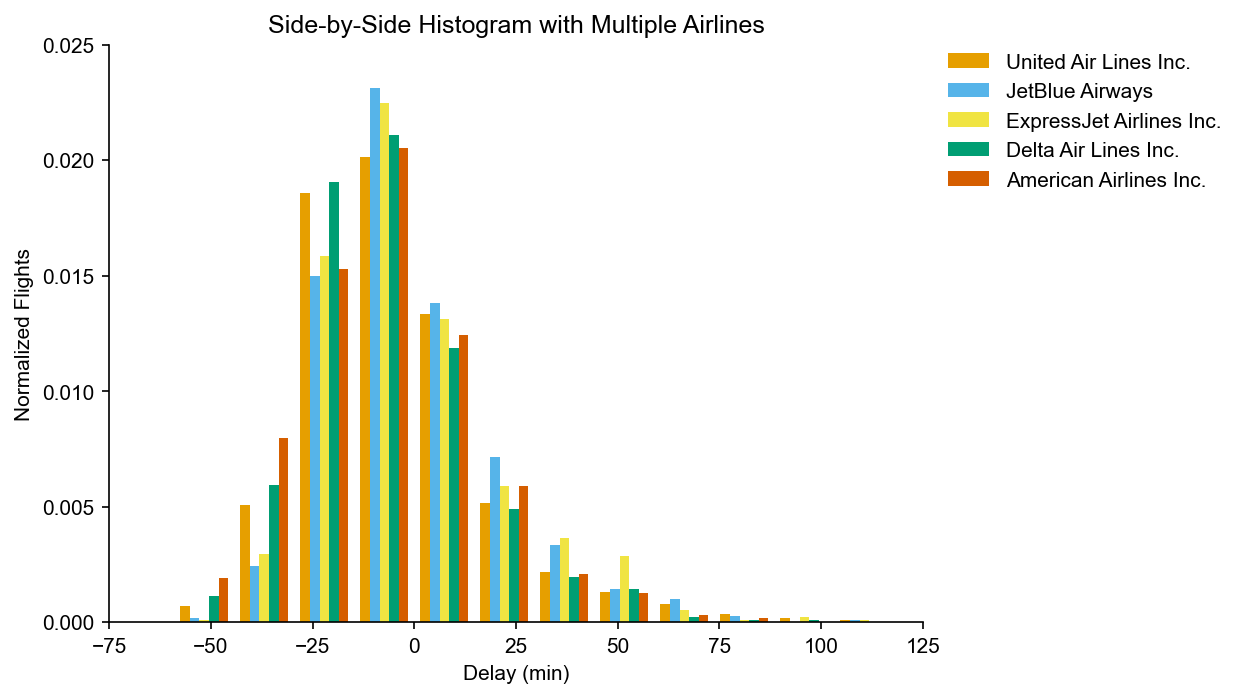 Side-by-Side Histogram with Multiple Airlines
0.025
0.020
0.015
0.010
0.005
0.000
Normalized Flights
−75 −50 −25 0 25 50 75 100 125
Delay (min)
United Air Lines Inc.
JetBlue Airways
ExpressJet Airlines Inc.
Delta Air Lines Inc.
American Airlines Inc.